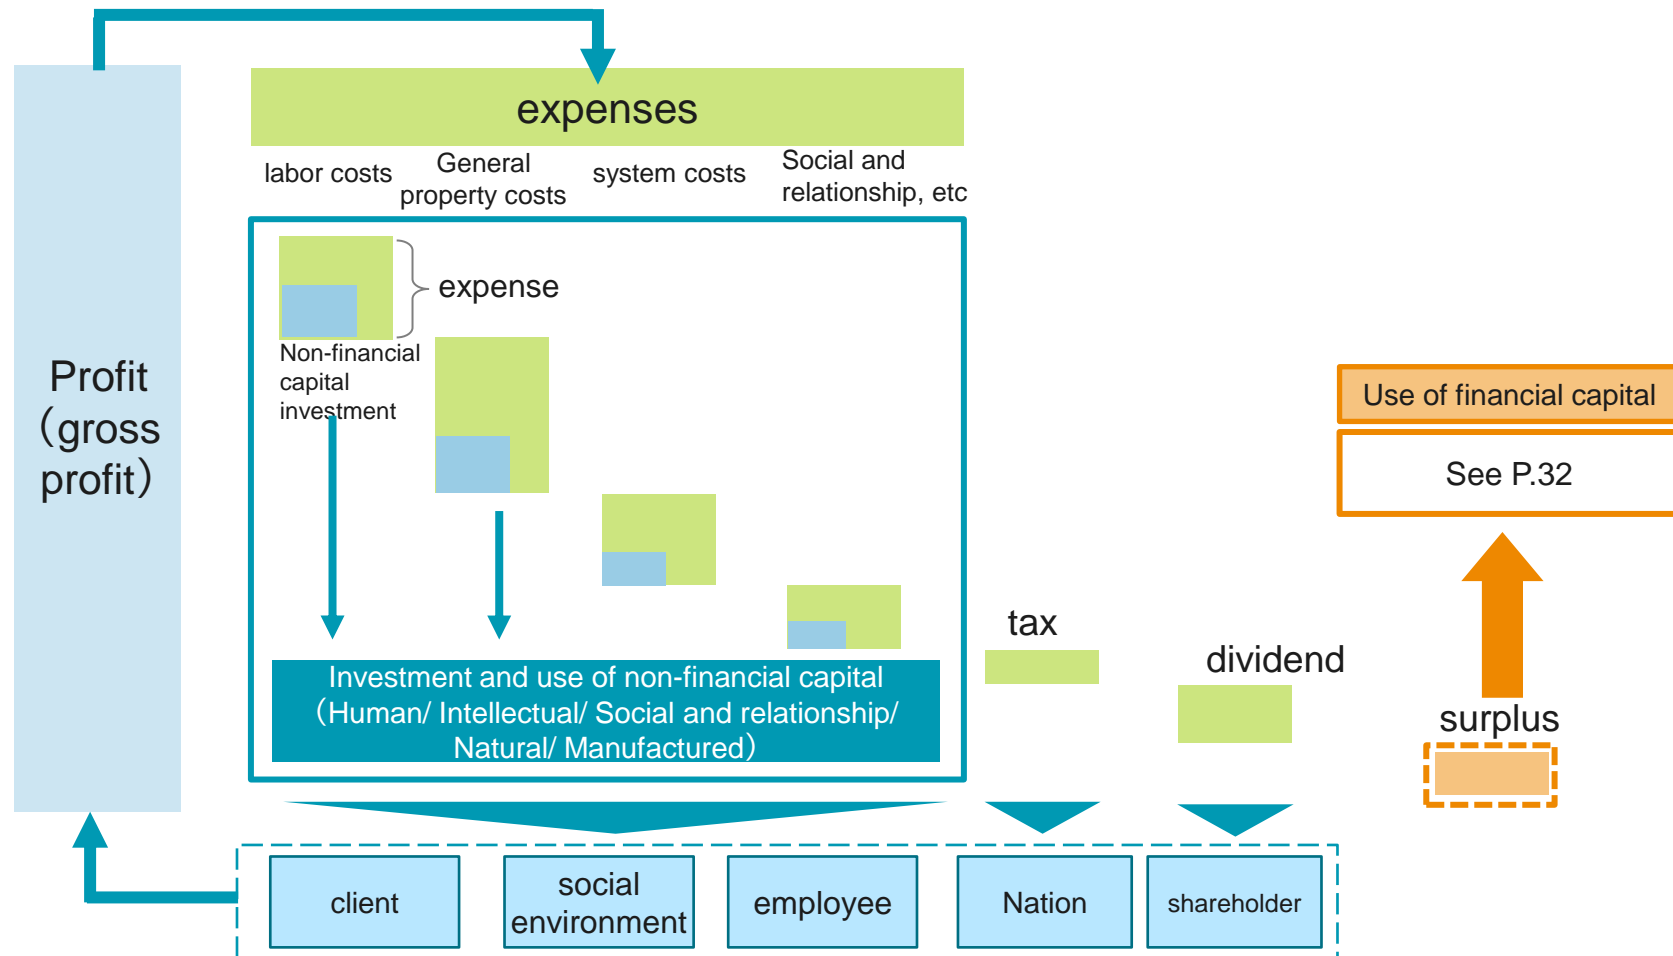 expenses
labor costs
General
property costs
system costs
Social and
relationship, etc
expense
Non-financial
capital
investment
Profit
（gross
profit）
Use of financial capital
See P.32
tax
dividend
surplus
Investment and use of non-financial capital
（Human/ Intellectual/ Social and relationship/
Natural/ Manufactured）
client
social
environment
employee
Nation
shareholder